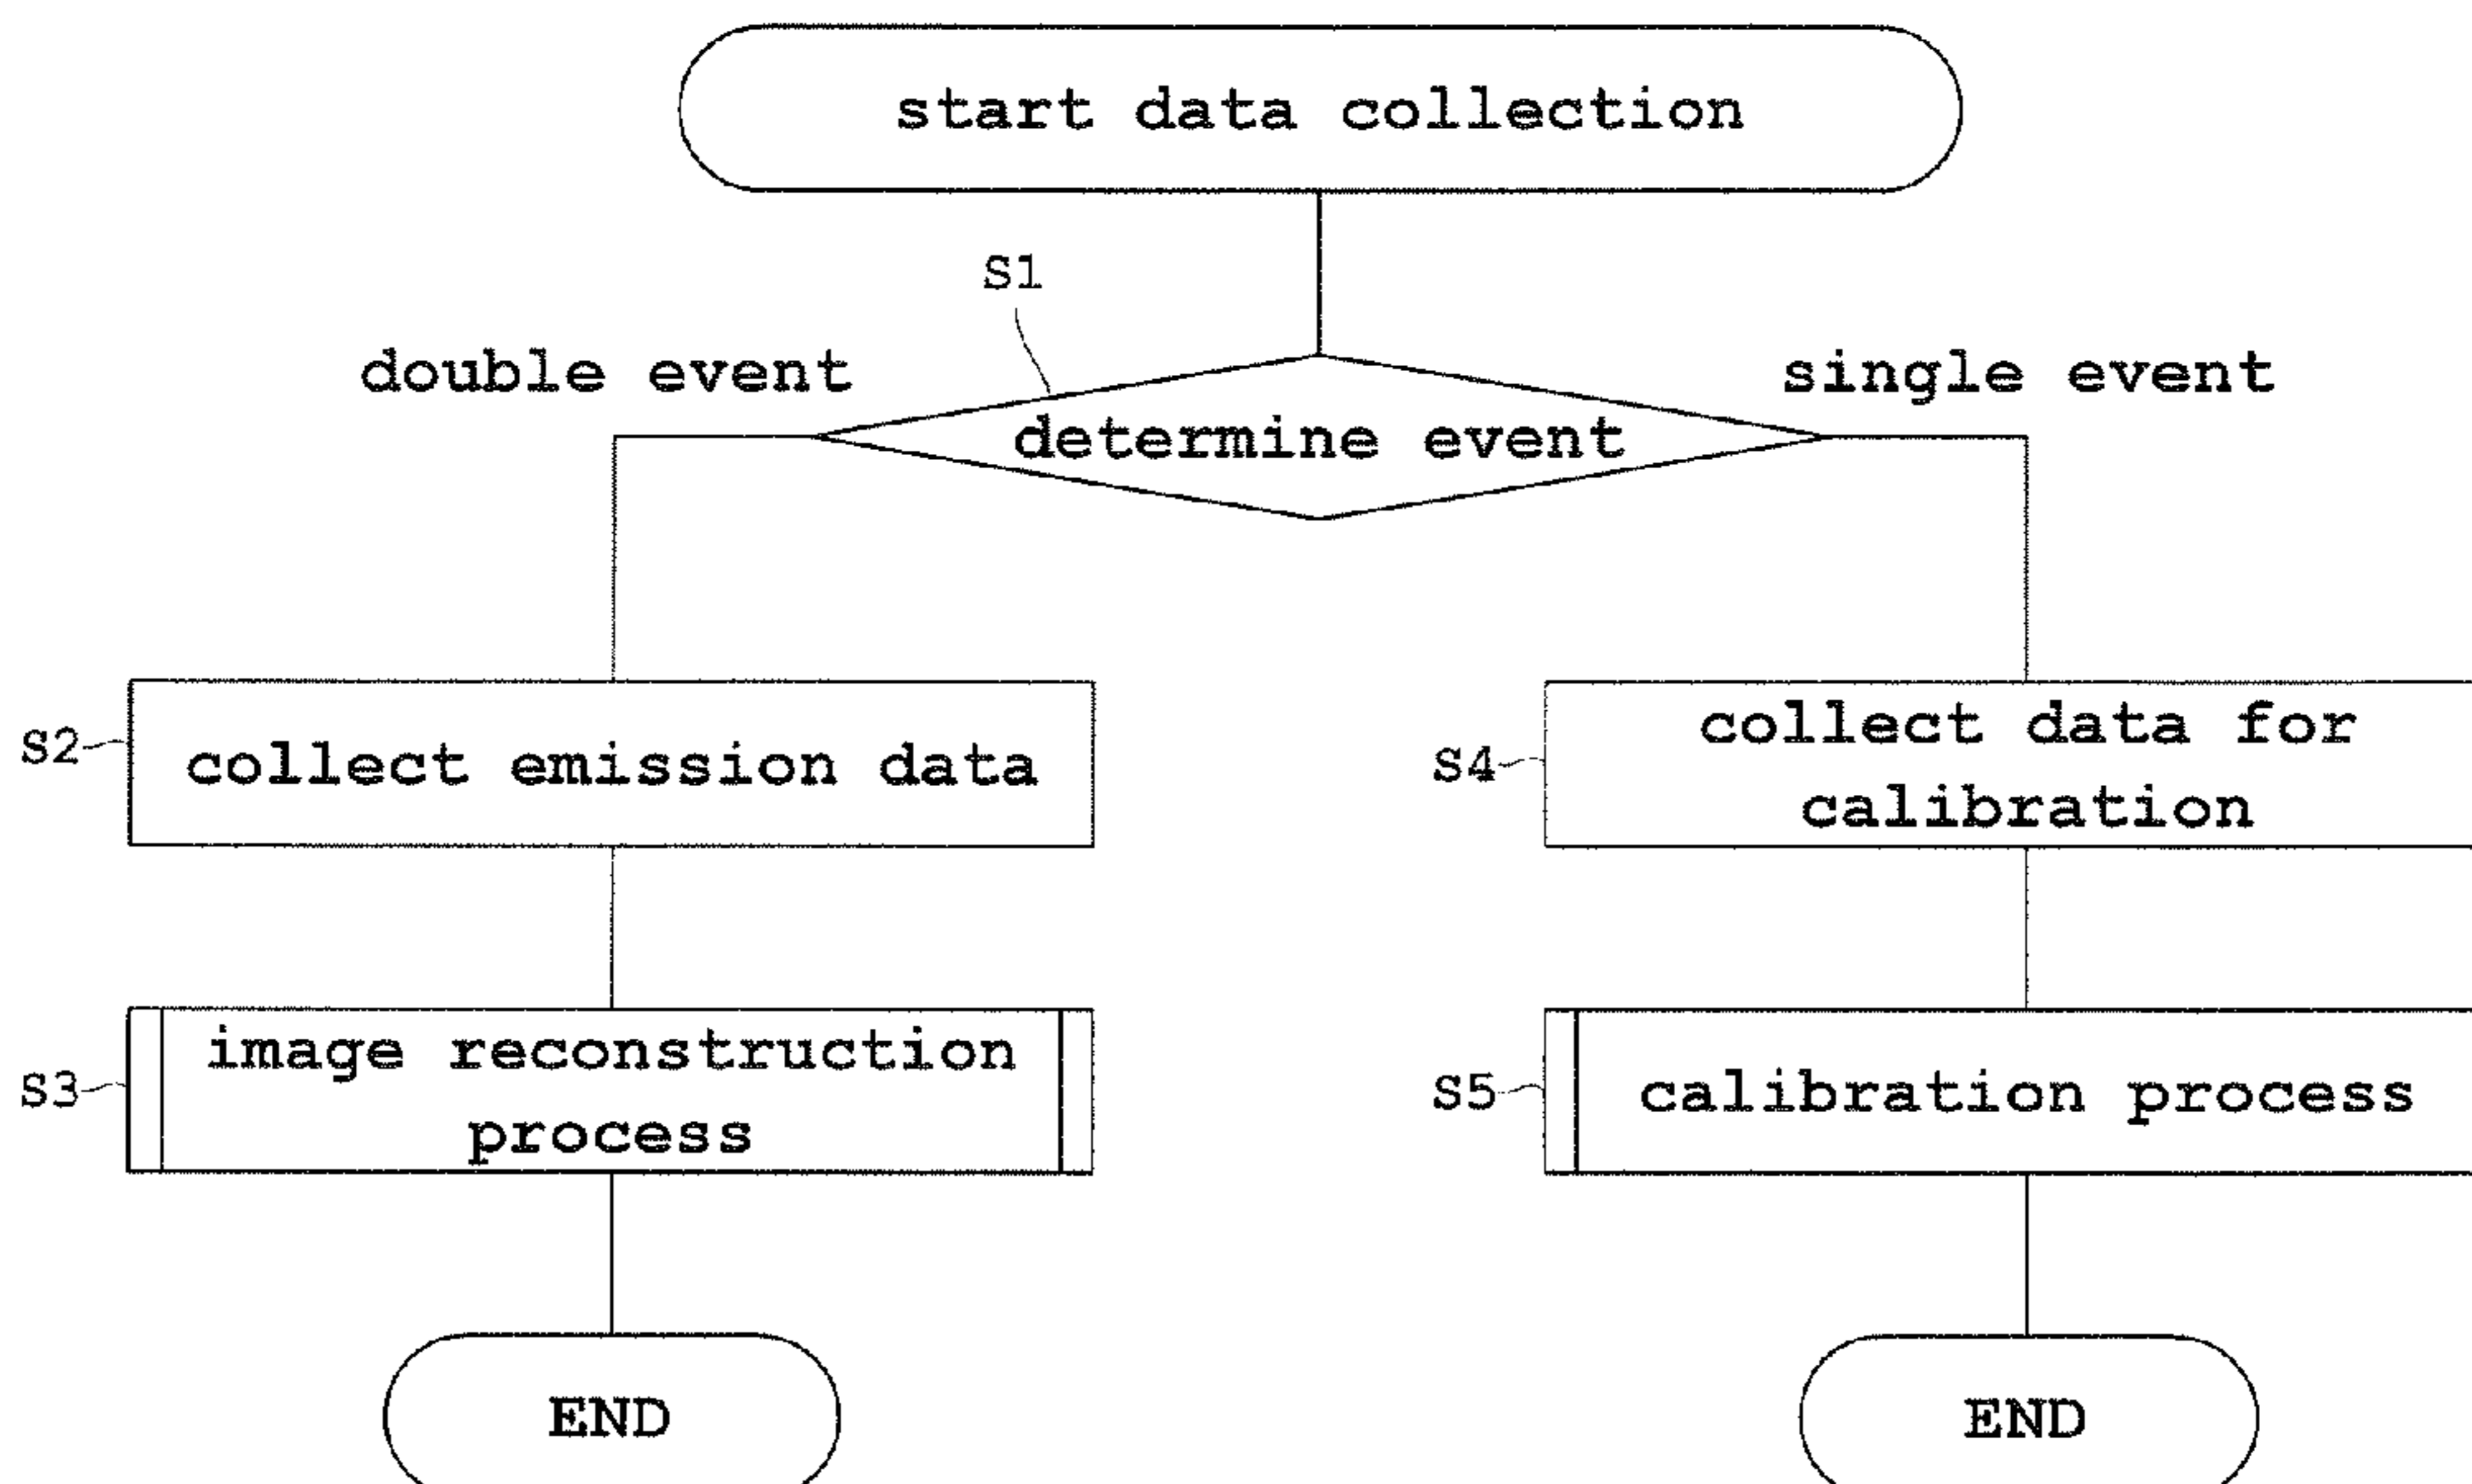 start data collection
S1
double event
single event
determine event
S2
collect emission data
S4
collect data for
calibration
S3
image reconstruction
process
S5
calibration process
END
END